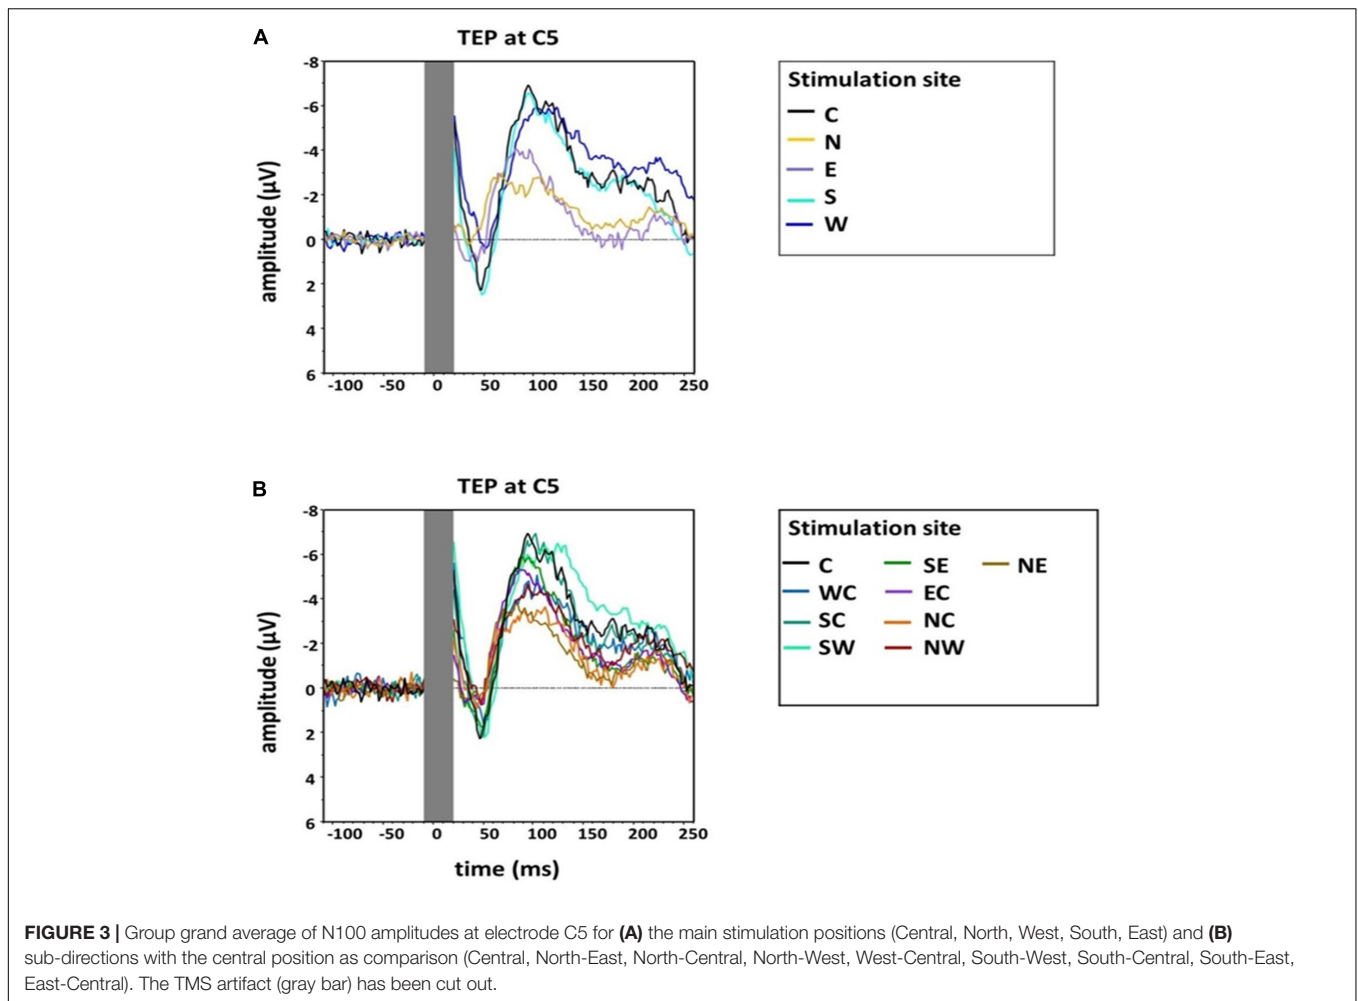 A
TEP at C5
-8
-6
-4
-2
0
2
4
6
amplitude (µV)
-100 -50 0 50 100 150 200 250
Stimulation site
C
N
E
S
W
B
TEP at C5
-8
-6
-4
-2
0
2
4
6
amplitude (µV)
-100 -50 0 50 100 150 200 250
time (ms)
Stimulation site
C SE NE
WC EC
SC NC
SW NW
FIGURE 3 | Group grand average of N100 amplitudes at electrode C5 for (A) the main stimulation positions (Central, North, West, South, East) and (B)
sub-directions with the central position as comparison (Central, North-East, North-Central, North-West, West-Central, South-West, South-Central, South-East,
East-Central). The TMS artifact (gray bar) has been cut out.